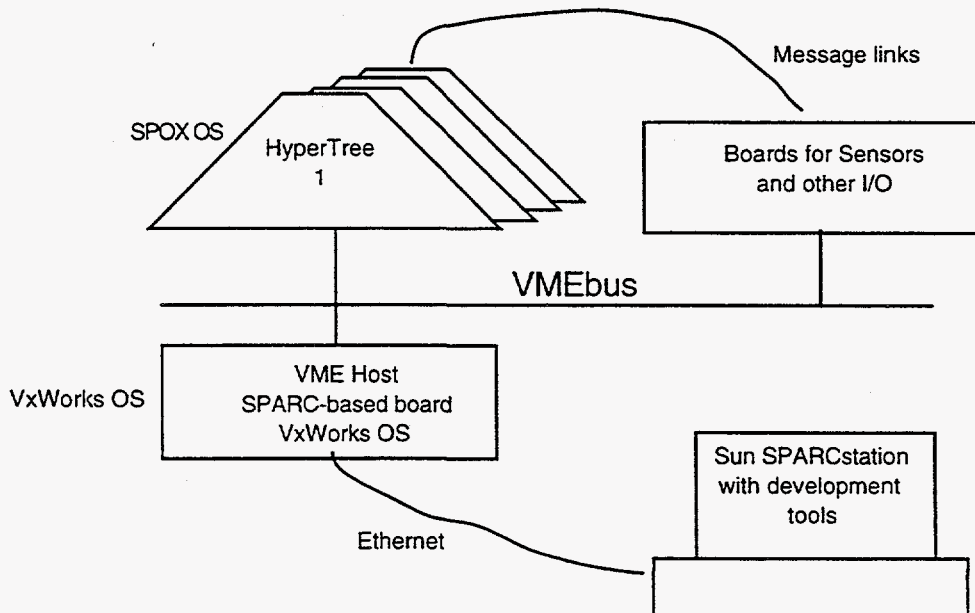 Message links
SPOX OS
HyperTree
1
Boards for Sensors
and other I/O
VMEbus
VxWorks OS
VME Host
SPARC-based board
VxWorks OS
Sun SPARCstation
with development
tools
Ethernet